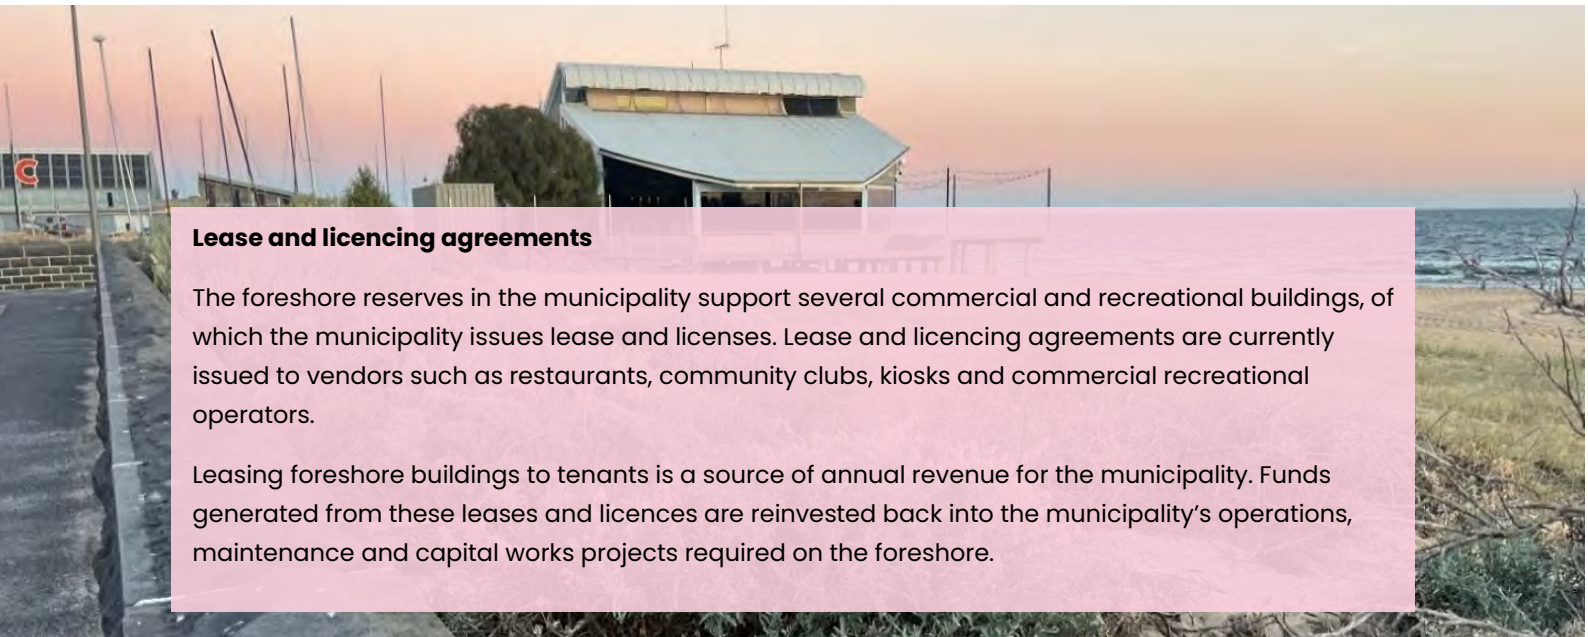 C
Lease and licencing agreements
The foreshore reserves in the municipality support several commercial and recreational buildings, of
which the municipality issues lease and licenses. Lease and licencing agreements are currently
issued to vendors such as restaurants, community clubs, kiosks and commercial recreational
operators.
Leasing foreshore buildings to tenants is a source of annual revenue for the municipality. Funds
generated from these leases and licences are reinvested back into the municipality’s operations,
maintenance and capital works projects required on the foreshore.